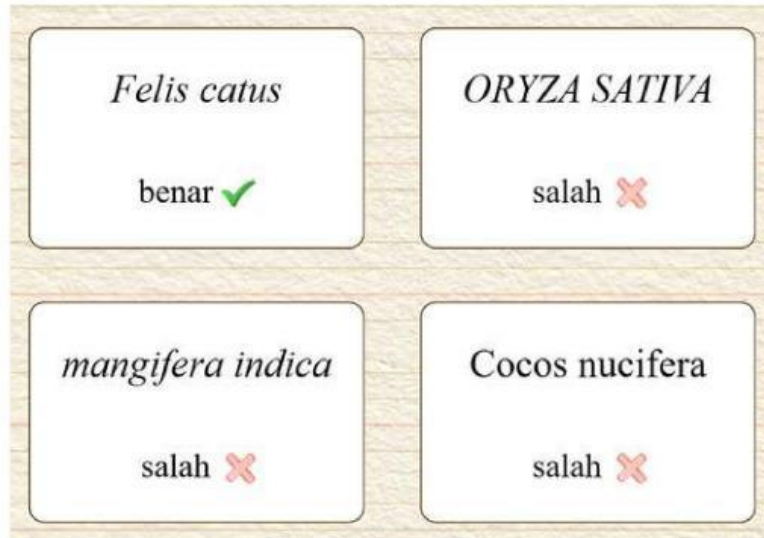 Felis catus
benar
ORYZA SATIVA
salah
mangifera indica
salah
Cocos nucifera
salah